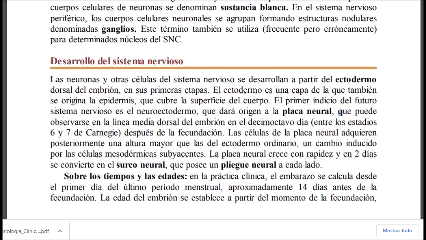 cuerpos celulares de neuronas se denominan sustancia blanca. En el sistema nervioso
periférico, los cuerpos celulares neuronales se agrupan formando estructuras nodulares
denominadas ganglios. Este término también se utiliza (frecuente pero erróneamente)
para determinados núcleos del SNC.
Desarrollo del sistema nervioso
Las neuronas y otras células del sistema nervioso se desarrollan a partir del ectodermo
dorsal del embrión, en sus primeras etapas. El ectodermo es una capa de la que también
se origina la epidermis, que cubre la superficie del cuerpo. El primer indicio del futuro
sistema nervioso es el neuroectodermo, que dará origen a la placa neural, que puede
observarse en la línea media dorsal del embrión en el decimoctavo día (entre los estadios
6 y 7 de Carnegie) después de la fecundación. Las células de la placa neural adquieren
posteriormente una altura mayor que las del ectodermo ordinario, un cambio inducido
por las células mesodérmicas subyacentes. La placa neural crece con rapidez y en 2 días
se convierte en el surco neural, que posee un pliegue neural a cada lado.
Sobre los tiempos y las edades: en la práctica clínica, el embarazo se calcula desde
el primer día del último período menstrual, aproximadamente 14 días antes de la
fecundación. La edad del embrión se establece a partir del momento de la fecundación,
riologia_Clinic....pdf
Mostrar todo